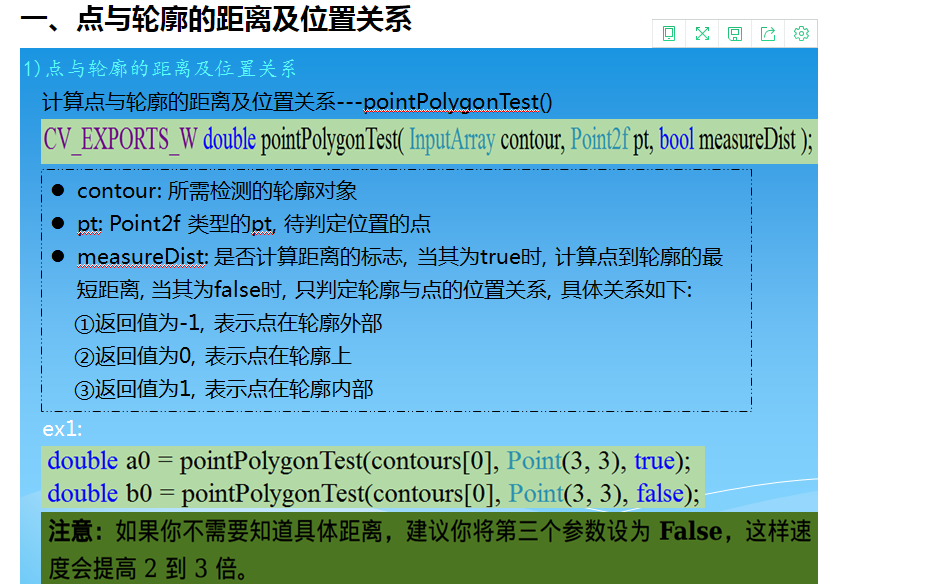 一、点与轮廓的距离及位置关系
1)点与轮廓的距离及位置关系
计算点与轮廓的距离及位置关系---pointPolygonTest()
CV_EXPORTS_W double pointPolygonTest( InputArray contour, Point2f pt, bool measureDist );
● contour: 所需检测的轮廓对象
● pt: Point2f 类型的pt, 待判定位置的点
● measureDist: 是否计算距离的标志, 当其为true时, 计算点到轮廓的最
短距离, 当其为false时, 只判定轮廓与点的位置关系, 具体关系如下:
①返回值为-1, 表示点在轮廓外部
②返回值为0, 表示点在轮廓上
③返回值为1, 表示点在轮廓内部
ex1:
double a0 = pointPolygonTest(contours[0], Point(3, 3), true);
double b0 = pointPolygonTest(contours[0], Point(3, 3), false);
注意：如果你不需要知道具体距离，建议你将第三个参数设为 False，这样速
度会提高 2 到 3 倍。